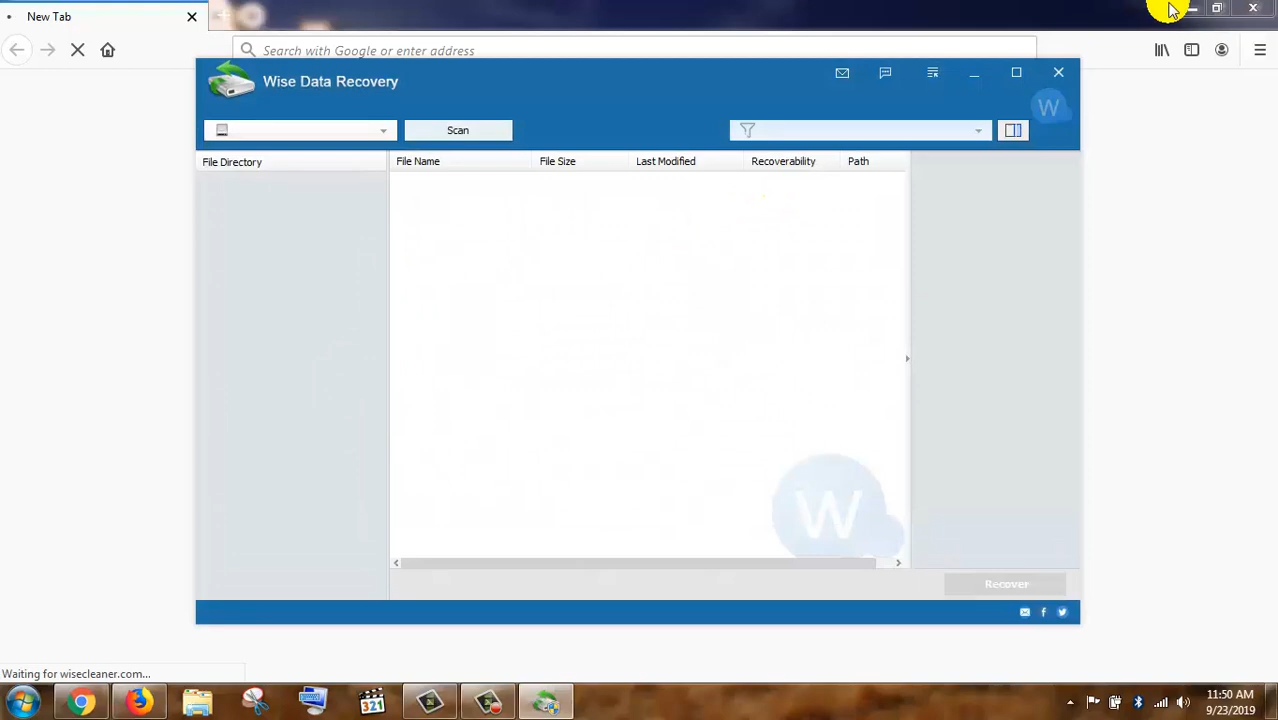 New Tab
Search with Google or enter address
Wise Data Recovery
W
Scan
File Directory
File Name
File Size
Last Modified
Recoverability
Path
W
Recover
Waiting for wisecleaner.com...
321
11:50 AM
9/23/2019